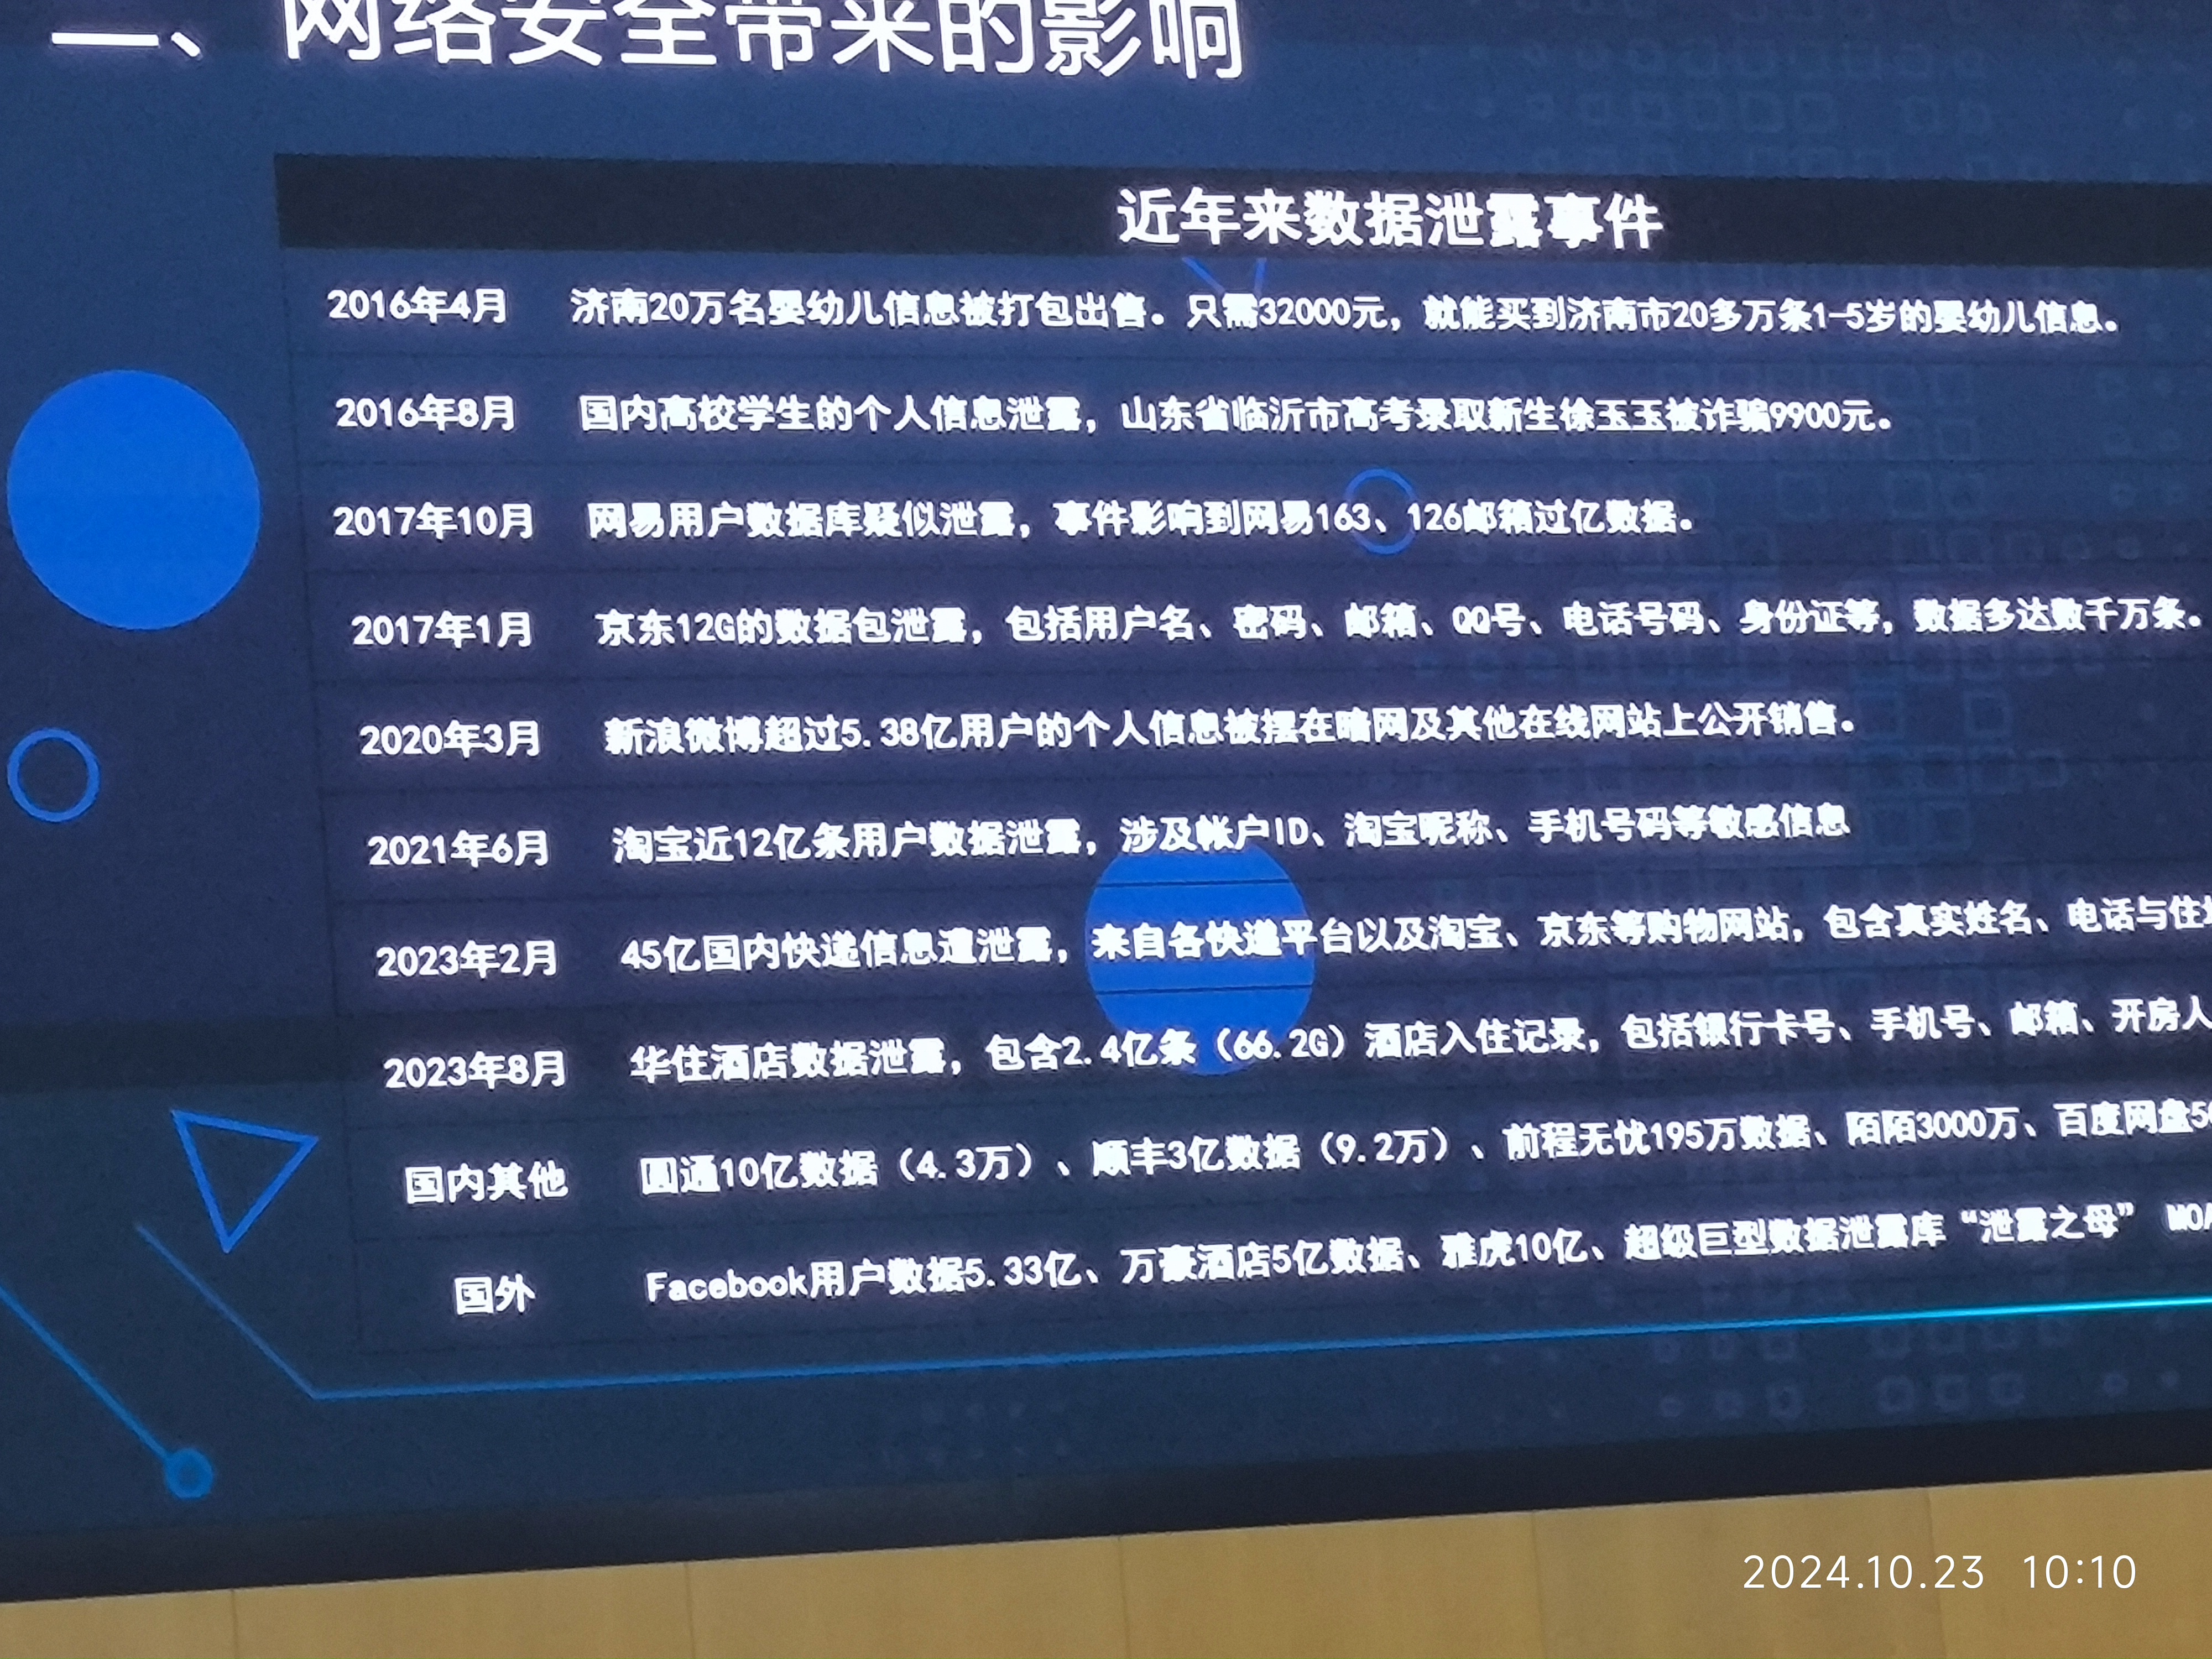 二、网络安全带来的影响
近年来数据泄露事件
2016年4月 济南20万名婴幼儿信息被打包出售。只需32000元，就能买到济南市20多万条1-5岁的婴幼儿信息。
2016年8月 国内高校学生的个人信息泄露，山东省临沂市高考录取新生徐玉玉被诈骗9900元。
2017年10月 网易用户数据库疑似泄露，事件影响到网易163、126邮箱过亿数据。
2017年1月 京东12G的数据包泄露，包括用户名、密码、邮箱、QQ号、电话号码、身份证等，数据多达数千万条。
2020年3月 新浪微博超过5.38亿用户的个人信息被摆在暗网及其他在线网站上公开销售。
2021年6月 淘宝近12亿条用户数据泄露，涉及帐户ID、淘宝昵称、手机号码等敏感信息
2023年2月 45亿国内快递信息遭泄露，来自各快递平台以及淘宝、京东等购物网站，包含真实姓名、电话与住
2023年8月 华住酒店数据泄露，包含2.4亿条（66.2G）酒店入住记录，包括银行卡号、手机号、邮箱、开房人
国内其他 圆通10亿数据（4.3万）、顺丰3亿数据（9.2万）、前程无忧195万数据、陌陌3000万、百度网盘5
国外 Facebook用户数据5.33亿、万豪酒店5亿数据、雅虎10亿、超级巨型数据泄露库“泄露之母” MOA
2024.10.23 10:10